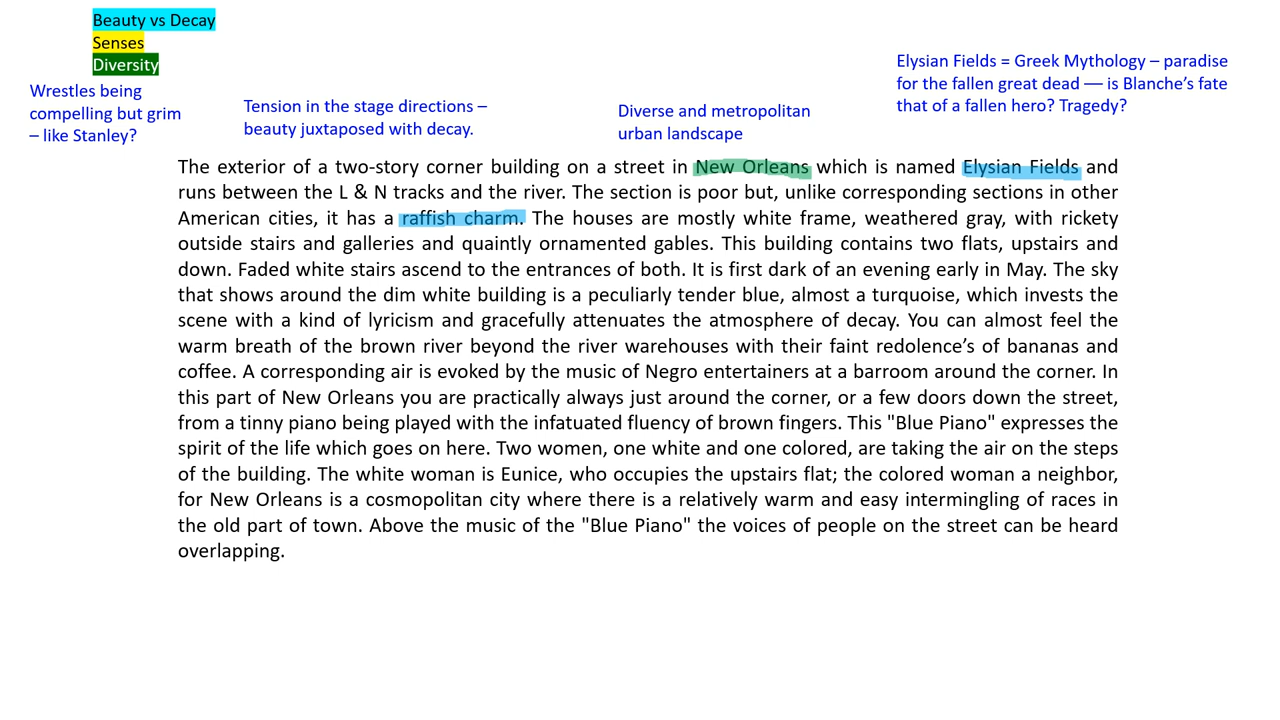 Beauty vs Decay
Senses
Diversity
Wrestles being
compelling but grim
– like Stanley?
Tension in the stage directions –
beauty juxtaposed with decay.
Diverse and metropolitan
urban landscape
Elysian Fields = Greek Mythology – paradise
for the fallen great dead –– is Blanche’s fate
that of a fallen hero? Tragedy?
The exterior of a two-story corner building on a street in New Orleans which is named Elysian Fields and
runs between the L & N tracks and the river. The section is poor but, unlike corresponding sections in other
American cities, it has a raffish charm. The houses are mostly white frame, weathered gray, with rickety
outside stairs and galleries and quaintly ornamented gables. This building contains two flats, upstairs and
down. Faded white stairs ascend to the entrances of both. It is first dark of an evening early in May. The sky
that shows around the dim white building is a peculiarly tender blue, almost a turquoise, which invests the
scene with a kind of lyricism and gracefully attenuates the atmosphere of decay. You can almost feel the
warm breath of the brown river beyond the river warehouses with their faint redolence’s of bananas and
coffee. A corresponding air is evoked by the music of Negro entertainers at a barroom around the corner. In
this part of New Orleans you are practically always just around the corner, or a few doors down the street,
from a tinny piano being played with the infatuated fluency of brown fingers. This "Blue Piano" expresses the
spirit of the life which goes on here. Two women, one white and one colored, are taking the air on the steps
of the building. The white woman is Eunice, who occupies the upstairs flat; the colored woman a neighbor,
for New Orleans is a cosmopolitan city where there is a relatively warm and easy intermingling of races in
the old part of town. Above the music of the "Blue Piano" the voices of people on the street can be heard
overlapping.